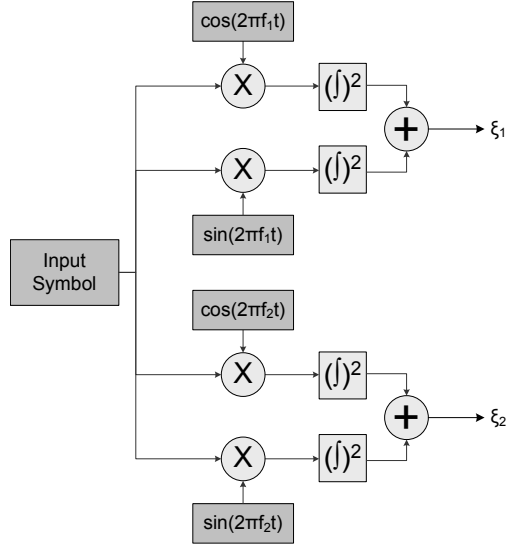 cos(2πf₁t)
X
(∫)²
+
ξ₁
X
(∫)²
sin(2πf₁t)
Input
Symbol
cos(2πf₂t)
X
(∫)²
+
ξ₂
X
(∫)²
sin(2πf₂t)